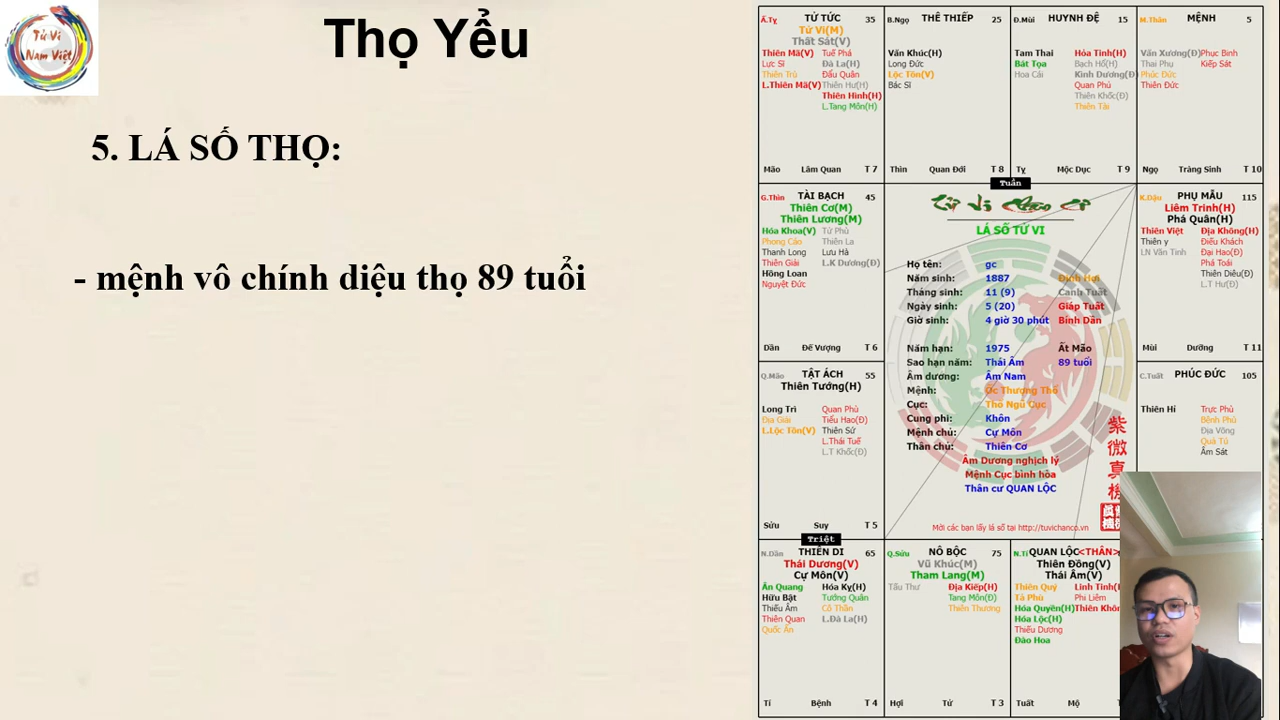 Tử Vi
Nam Việt
Thọ Yểu
5. LÁ SỐ THỌ:
- mệnh vô chính diệu thọ 89 tuổi
Ấ.Tỵ TỬ TỨC 35
Tử Vi(M)
Thất Sát(V)
Thiên Mã(V) Tuế Phá
Lực Sĩ Đà La(H)
Thiên Trù Đẩu Quân
L.Thiên Mã(V) Thiên Hư(H)
Thiên Hình(H)
L.Tang Môn(H)
Mão Lâm Quan T 7
B.Ngọ THÊ THIẾP 25
Văn Khúc(H)
Long Đức
Lộc Tồn(V)
Bác Sĩ
Thìn Quan Đới T 8
Đ.Mùi HUYNH ĐỆ 15
Tam Thai Hỏa Tinh(H)
Bát Tọa Bạch Hổ(H)
Hoa Cái Kình Dương(Đ)
Quan Phủ
Thiên Khốc(Đ)
Thiên Tài
Tỵ Mộc Dục T 9
M.Thân MỆNH 5
Văn Xương(Đ) Phục Binh
Thai Phụ Kiếp Sát
Phúc Đức
Thiên Đức
Ngọ Tràng Sinh T 10
Tuần
G.Thìn TÀI BẠCH 45
Thiên Cơ(M)
Thiên Lương(M)
Hóa Khoa(V) Tử Phù
Phong Cáo Thiên La
Thanh Long Lưu Hà
Thiên Giải L.K Dương(Đ)
Hồng Loan
Nguyệt Đức
Dần Đế Vượng T 6
LÁ SỐ TỬ VI
Họ tên: gc
Năm sinh: 1887 Đinh Hợi
Tháng sinh: 11 (9) Canh Tuất
Ngày sinh: 5 (20) Giáp Tuất
Giờ sinh: 4 giờ 30 phút Bính Dần
Năm hạn: 1975 Ất Mão
Sao hạn năm: Thái Âm 89 tuổi
Âm dương: Âm Nam
Mệnh: Ốc Thượng Thổ
Cục: Thổ Ngũ Cục
Cung phi: Khôn
Mệnh chủ: Cự Môn
Thân chủ: Thiên Cơ
Âm Dương nghịch lý
Mệnh Cục bình hòa
Thân cư QUAN LỘC
Mời các bạn lấy lá số tại http://tuvichanco.vn
紫微真機
K.Dậu PHỤ MẪU 115
Liêm Trinh(H)
Phá Quân(H)
Thiên Việt Địa Không(H)
Thiên y Điếu Khách
LN Văn Tinh Đại Hao(Đ)
Phá Toái
Thiên Diêu(Đ)
L.T Hư(Đ)
Mùi Dưỡng T 11
Q.Mão TẬT ÁCH 55
Thiên Tướng(H)
Long Trì Quan Phù
Địa Giải Tiểu Hao(Đ)
L.Lộc Tồn(V) Thiên Sứ
L.Thái Tuế
L.T Khốc(Đ)
Sửu Suy T 5
C.Tuất PHÚC ĐỨC 105
Thiên Hỉ Trực Phù
Bệnh Phù
Địa Võng
Quả Tú
Âm Sát
Triệt
N.Dần THIÊN DI 65
Thái Dương(V)
Cự Môn(V)
Ân Quang Hóa Kỵ(H)
Hữu Bật Tướng Quân
Thiếu Âm Cô Thần
Thiên Quan L.Đà La(H)
Quốc Ấn
Tí Bệnh T 4
Q.Sửu NÔ BỘC 75
Vũ Khúc(M)
Tham Lang(M)
Tấu Thư Địa Kiếp(H)
Tang Môn(Đ)
Thiên Thương
Hợi Tử T 3
N.Tí QUAN LỘC<THÂN>
Thiên Đồng(V)
Thái Âm(V)
Thiên Quý Linh Tinh(
Tả Phù Phi Liêm
Hóa Quyền(H)
Hóa Lộc(H)
Thiếu Dương
Đào Hoa
Tuất Mộ